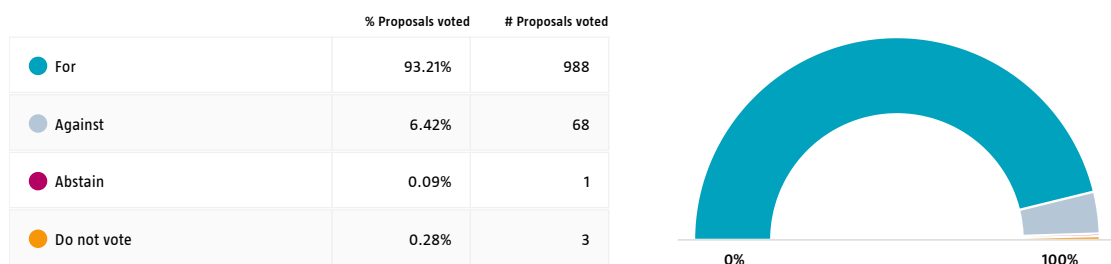 % Proposals voted # Proposals voted
For 93.21% 988
Against 6.42% 68
Abstain 0.09% 1
Do not vote 0.28% 3
0% 100%